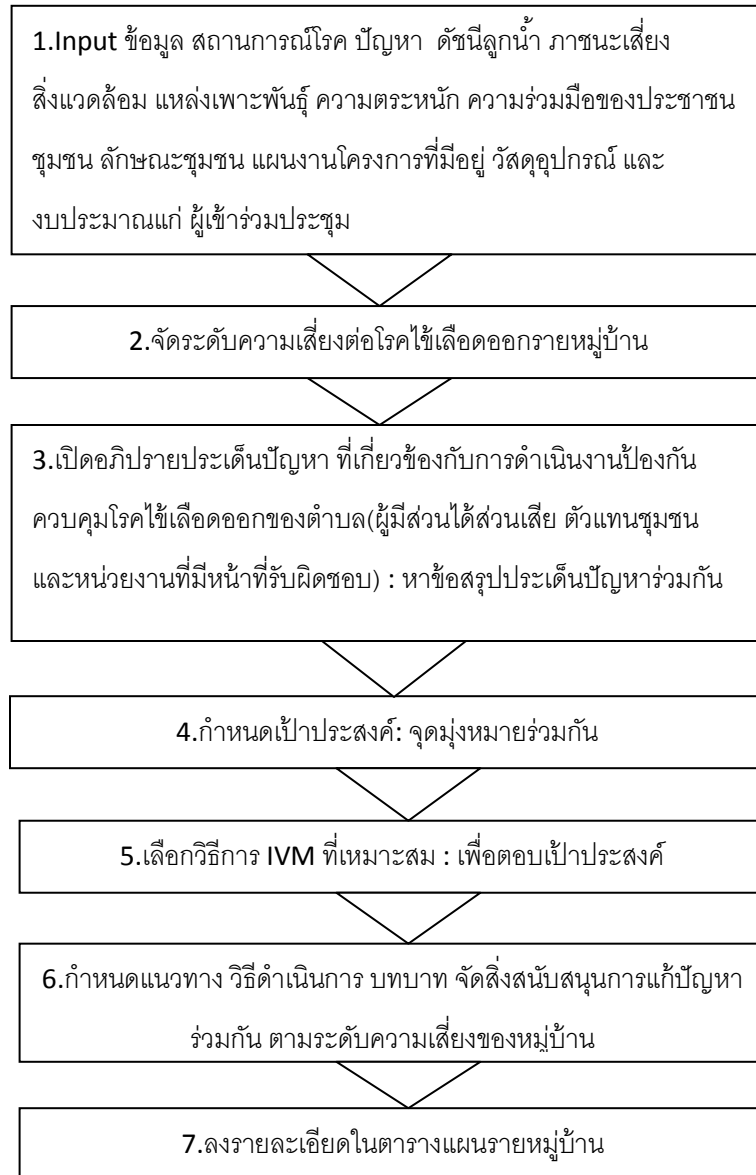 1.Input ข้อมูล สถานการณ์โรค ปัญหา ดัชนีลูกน้ำ ภาชนะเสี่ยง
สิ่งแวดล้อม แหล่งเพาะพันธุ์ ความตระหนัก ความร่วมมือของประชาชน
ชุมชน ลักษณะชุมชน แผนงานโครงการที่มีอยู่ วัสดุอุปกรณ์ และ
งบประมาณแก่ ผู้เข้าร่วมประชุม
2.จัดระดับความเสี่ยงต่อโรคไข้เลือดออกรายหมู่บ้าน
3.เปิดอภิปรายประเด็นปัญหา ที่เกี่ยวข้องกับการดำเนินงานป้องกัน
ควบคุมโรคไข้เลือดออกของตำบล(ผู้มีส่วนได้ส่วนเสีย ตัวแทนชุมชน
และหน่วยงานที่มีหน้าที่รับผิดชอบ) : หาข้อสรุปประเด็นปัญหาร่วมกัน
4.กำหนดเป้าประสงค์: จุดมุ่งหมายร่วมกัน
5.เลือกวิธีการ IVM ที่เหมาะสม : เพื่อตอบเป้าประสงค์
6.กำหนดแนวทาง วิธีดำเนินการ บทบาท จัดสิ่งสนับสนุนการแก้ปัญหา
ร่วมกัน ตามระดับความเสี่ยงของหมู่บ้าน
7.ลงรายละเอียดในตารางแผนรายหมู่บ้าน